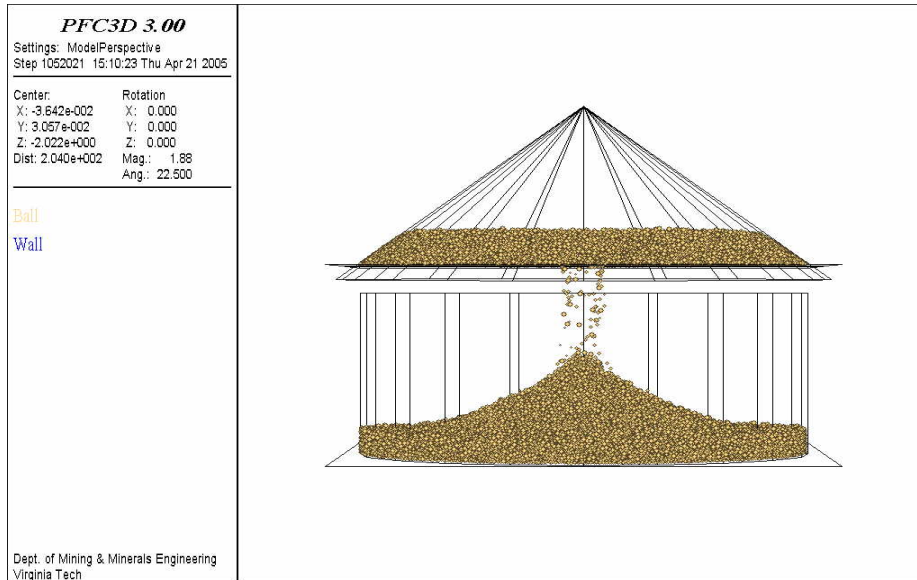 PFC3D 3.00
Settings: ModelPerspective
Step 1052021 15:10:23 Thu Apr 21 2005
Center: Rotation
X: -3.642e-002 X: 0.000
Y: 3.057e-002 Y: 0.000
Z: -2.022e+000 Z: 0.000
Dist: 2.040e+002 Mag.: 1.88
Ang.: 22.500
Ball
Wall
Dept. of Mining & Minerals Engineering
Virginia Tech